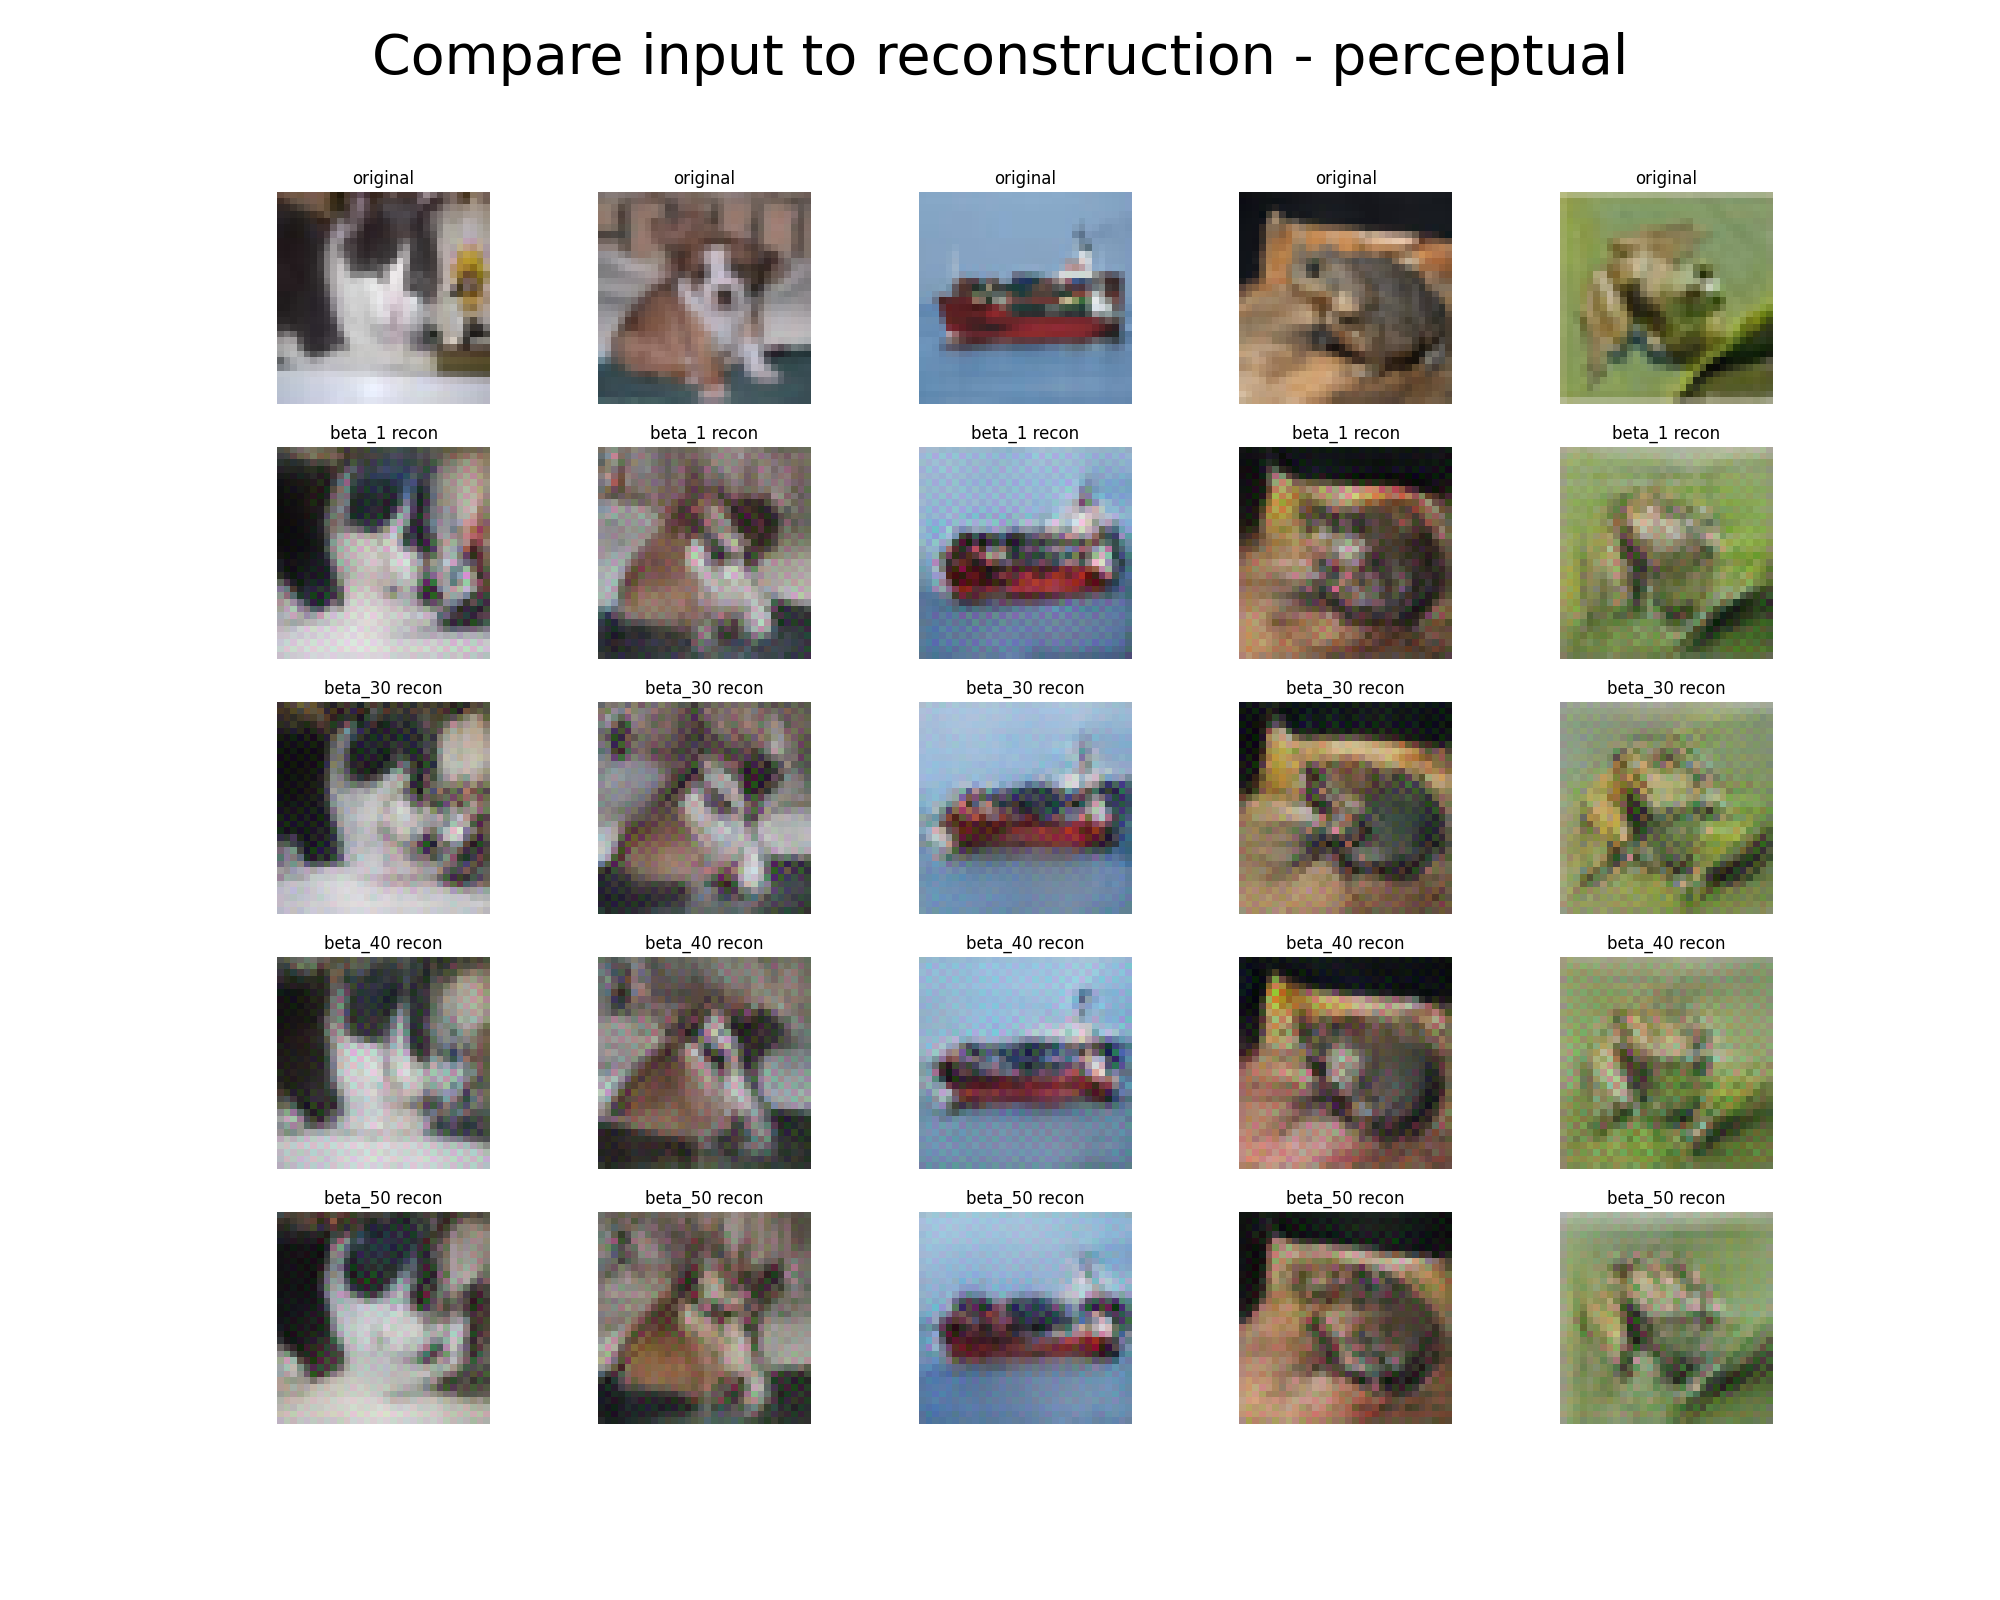 Compare input to reconstruction - perceptual
original original original original original
beta_1 recon beta_1 recon beta_1 recon beta_1 recon beta_1 recon
beta_30 recon beta_30 recon beta_30 recon beta_30 recon beta_30 recon
beta_40 recon beta_40 recon beta_40 recon beta_40 recon beta_40 recon
beta_50 recon beta_50 recon beta_50 recon beta_50 recon beta_50 recon